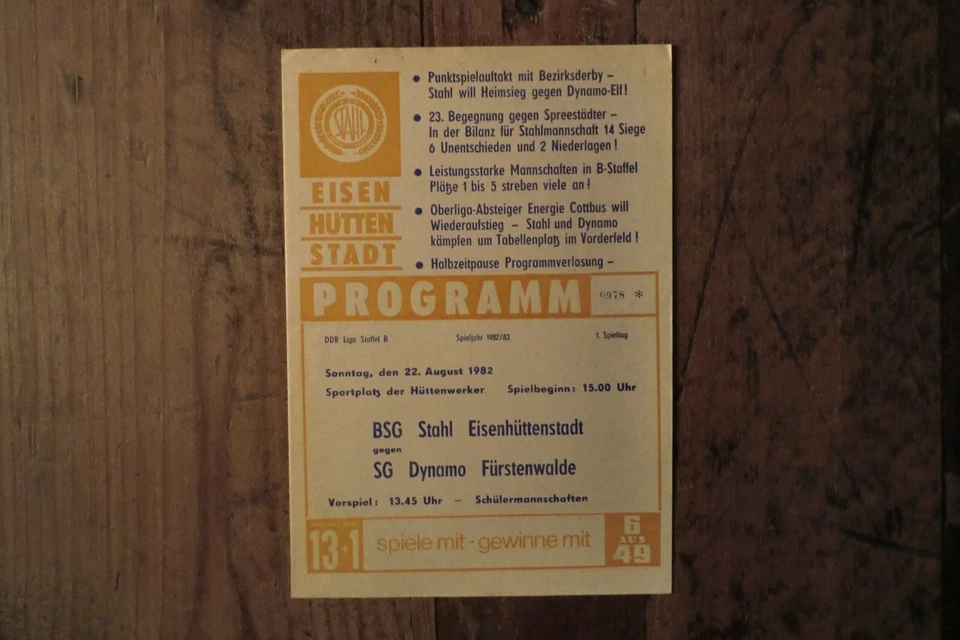 STAHL
EISEN
HÜTTEN
STADT
• Punktspielauftakt mit Bezirksderby –
Stahl will Heimsieg gegen Dynamo-Elf!
• 23. Begegnung gegen Spreestädter –
In der Bilanz für Stahlmannschaft 14 Siege
6 Unentschieden und 2 Niederlagen!
• Leistungsstarke Mannschaften in B-Staffel
Plätze 1 bis 5 streben viele an!
• Oberliga-Absteiger Energie Cottbus will
Wiederaufstieg – Stahl und Dynamo
kämpfen um Tabellenplatz im Vorderfeld!
• Halbzeitpause Programmverlosung –
PROGRAMM 0978 *
DDR Liga Staffel B Spieljahr 1982/83 1. Spieltag
Sonntag, den 22. August 1982
Sportplatz der Hüttenwerker Spielbeginn: 15.00 Uhr
BSG Stahl Eisenhüttenstadt
gegen
SG Dynamo Fürstenwalde
Vorspiel: 13.45 Uhr – Schülermannschaften
13+1 spiele mit · gewinne mit 6 AUS 49